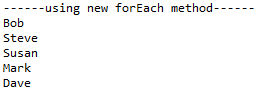 ------using new forEach method------
Bob
Steve
Susan
Mark
Dave